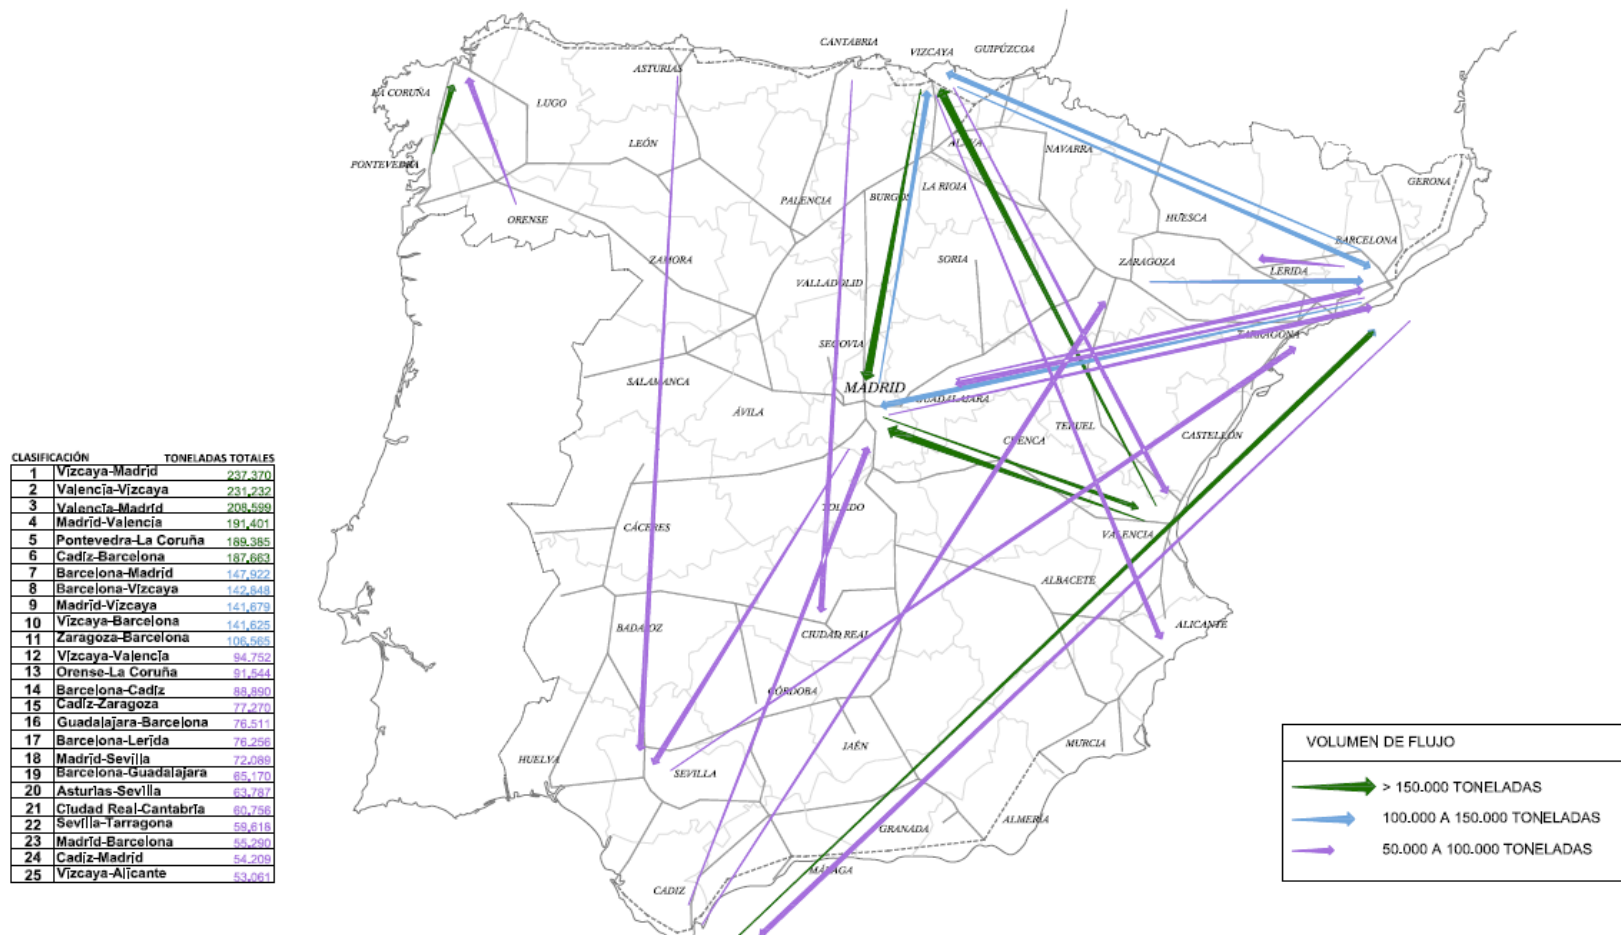 CANTABRIA
VIZCAYA
GUIPÚZCOA
ASTURIAS
LA CORUÑA
LUGO
LEÓN
ALAVA
NAVARRA
PONTEVEDRA
PALENCIA
BURGOS
LA RIOJA
GERONA
ORENSE
HUESCA
BARCELONA
ZAMORA
SORIA
ZARAGOZA
LERIDA
VALLADOLID
SEGOVIA
TARRAGONA
SALAMANCA
MADRID
GUADALAJARA
ÁVILA
TERUEL
CASTELLÓN
CUENCA
CLASIFICACIÓN TONELADAS TOTALES
1 Vizcaya-Madrid 237.370
2 Valencia-Vizcaya 231.232
3 Valencia-Madrid 208.599
4 Madrid-Valencia 191.401
5 Pontevedra-La Coruña 189.385
6 Cadíz-Barcelona 187.663
7 Barcelona-Madrid 147.922
8 Barcelona-Vizcaya 142.848
9 Madrid-Vizcaya 141.679
10 Vizcaya-Barcelona 141.625
11 Zaragoza-Barcelona 106.565
12 Vizcaya-Valencia 94.752
13 Orense-La Coruña 91.544
14 Barcelona-Cadíz 88.890
15 Cadíz-Zaragoza 77.270
16 Guadalajara-Barcelona 76.511
17 Barcelona-Lerida 76.256
18 Madrid-Sevilla 72.089
19 Barcelona-Guadalajara 65.170
20 Asturias-Sevilla 63.787
21 Ciudad Real-Cantabria 60.756
22 Sevilla-Tarragona 59.618
23 Madrid-Barcelona 55.290
24 Cadíz-Madrid 54.209
25 Vizcaya-Alicante 53.061
TOLEDO
CÁCERES
VALENCIA
ALBACETE
BADAJOZ
CIUDAD REAL
ALICANTE
CÓRDOBA
JAÉN
MURCIA
HUELVA
SEVILLA
GRANADA
ALMERIA
MÁLAGA
CADIZ
VOLUMEN DE FLUJO
> 150.000 TONELADAS
100.000 A 150.000 TONELADAS
50.000 A 100.000 TONELADAS